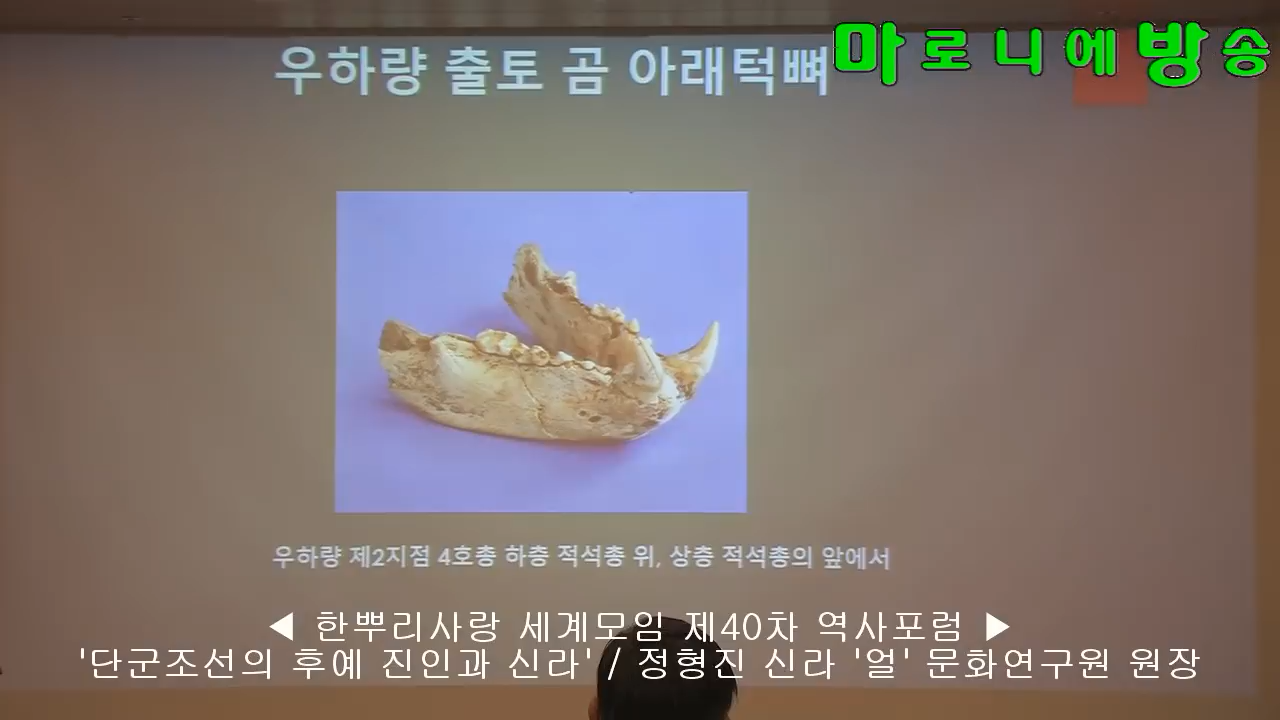 우하량 출토 곰 아래턱뼈
마로니에방송
우하량 제2지점 4호총 하층 적석총 위, 상층 적석총의 앞에서
◀ 한뿌리사랑 세계모임 제40차 역사포럼 ▶
'단군조선의 후예 진인과 신라' / 정형진 신라 '얼' 문화연구원 원장